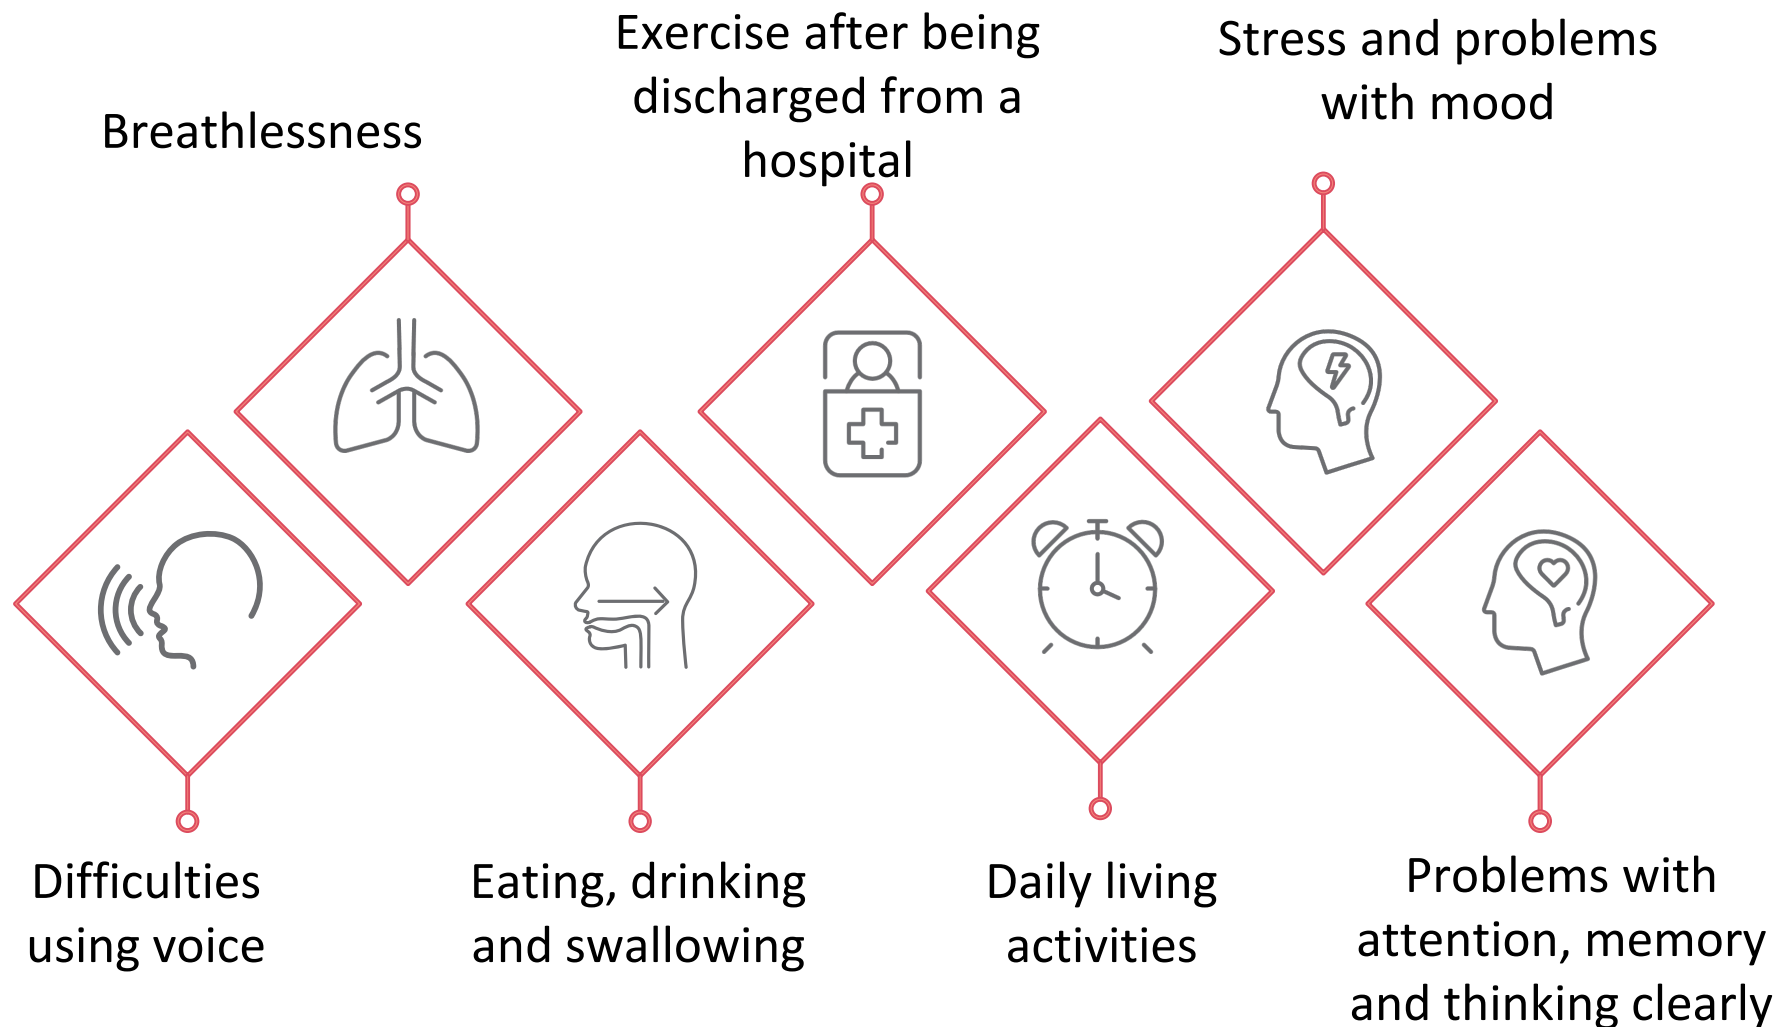 Breathlessness
Exercise after being
discharged from a
hospital
Stress and problems
with mood
Difficulties
using voice
Eating, drinking
and swallowing
Daily living
activities
Problems with
attention, memory
and thinking clearly